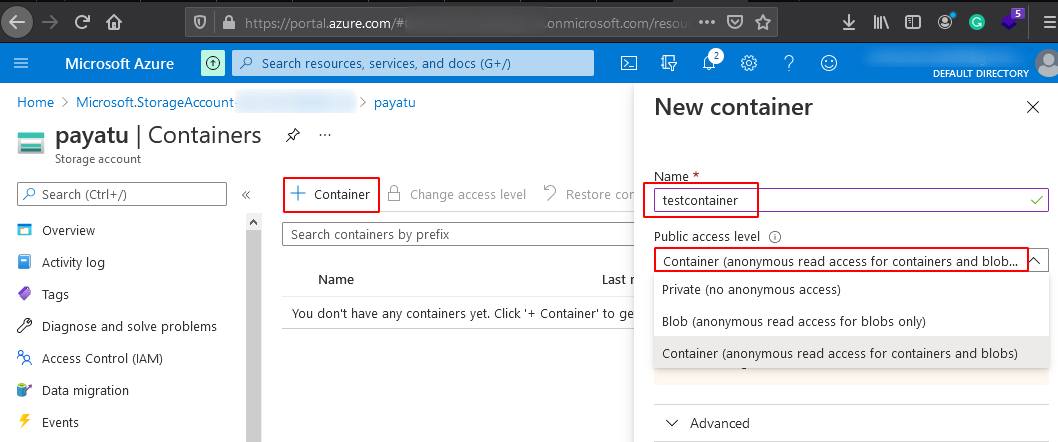 https://portal.azure.com/#
.onmicrosoft.com/resou
5
Microsoft Azure
Search resources, services, and docs (G+/)
2
DEFAULT DIRECTORY
Home > Microsoft.StorageAccount > payatu
payatu | Containers
Storage account
Search (Ctrl+/)
Overview
Activity log
Tags
Diagnose and solve problems
Access Control (IAM)
Data migration
Events
+ Container
Change access level
Restore con
Search containers by prefix
Name
Last m
You don't have any containers yet. Click '+ Container' to ge
New container
Name *
testcontainer
Public access level
Container (anonymous read access for containers and blob...
Private (no anonymous access)
Blob (anonymous read access for blobs only)
Container (anonymous read access for containers and blobs)
Advanced